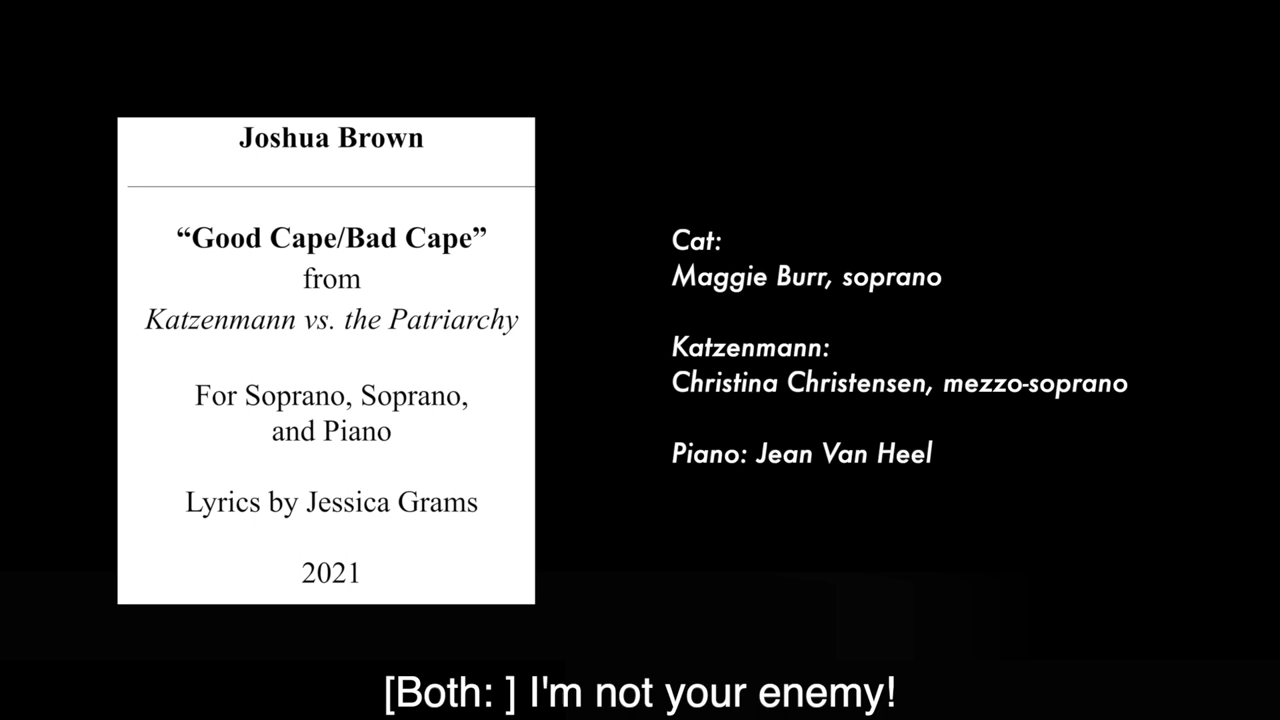 Joshua Brown
“Good Cape/Bad Cape”
from
Katzenmann vs. the Patriarchy
For Soprano, Soprano,
and Piano
Lyrics by Jessica Grams
2021
Cat:
Maggie Burr, soprano
Katzenmann:
Christina Christensen, mezzo-soprano
Piano: Jean Van Heel
[Both: ] I'm not your enemy!